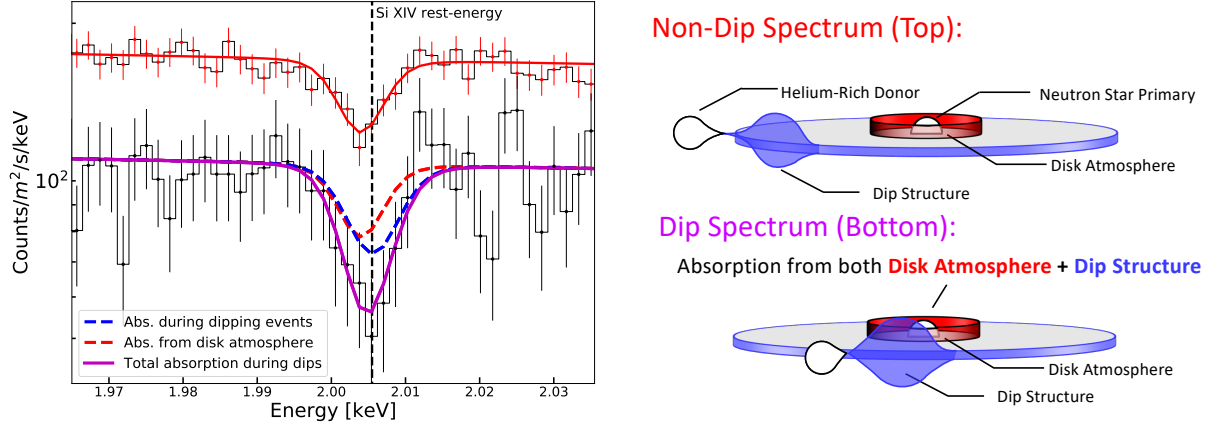 Si XIV rest-energy
Counts/m²/s/keV
10²
Abs. during dipping events
Abs. from disk atmosphere
Total absorption during dips
1.97 1.98 1.99 2.00 2.01 2.02 2.03
Energy [keV]
Non-Dip Spectrum (Top):
Helium-Rich Donor
Neutron Star Primary
Disk Atmosphere
Dip Structure
Dip Spectrum (Bottom):
Absorption from both Disk Atmosphere + Dip Structure
Disk Atmosphere
Dip Structure